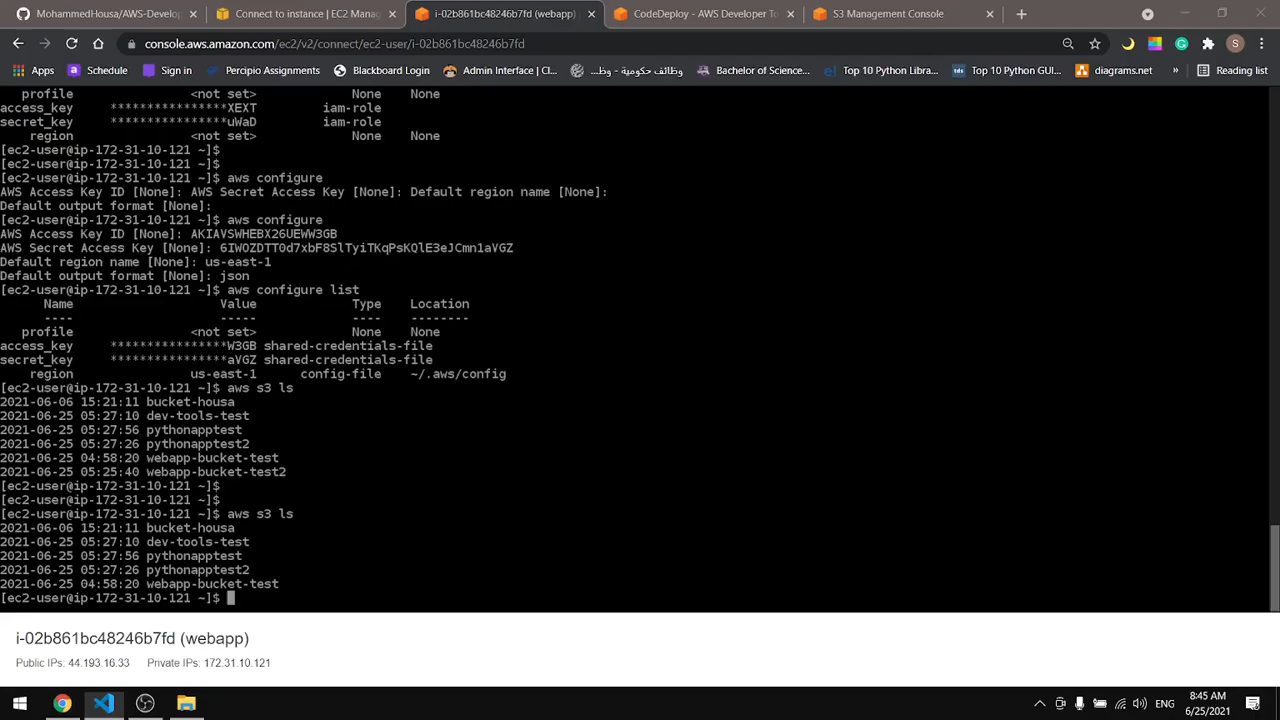 MohammedHousa/AWS-Develop
Connect to instance | EC2 Manag
i-02b861bc48246b7fd (webapp)
CodeDeploy - AWS Developer To
S3 Management Console
console.aws.amazon.com/ec2/v2/connect/ec2-user/i-02b861bc48246b7fd
Apps
Schedule
Sign in
Percipio Assignments
Blackboard Login
Admin Interface | Cl...
وظائف حكومية - وظ...
Bachelor of Science...
Top 10 Python Libra...
Top 10 Python GUI...
diagrams.net
Reading list
profile <not set> None None
access_key ****************XEXT iam-role
secret_key ****************uWaD iam-role
region <not set> None None
[ec2-user@ip-172-31-10-121 ~]$
[ec2-user@ip-172-31-10-121 ~]$
[ec2-user@ip-172-31-10-121 ~]$ aws configure
AWS Access Key ID [None]: AWS Secret Access Key [None]: Default region name [None]:
Default output format [None]:
[ec2-user@ip-172-31-10-121 ~]$ aws configure
AWS Access Key ID [None]: AKIAVSWHEBX26UEWW3GB
AWS Secret Access Key [None]: 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
Default region name [None]: us-east-1
Default output format [None]: json
[ec2-user@ip-172-31-10-121 ~]$ aws configure list
Name Value Type Location
---- ----- ---- --------
profile <not set> None None
access_key ****************W3GB shared-credentials-file
secret_key ****************aVGZ shared-credentials-file
region us-east-1 config-file ~/.aws/config
[ec2-user@ip-172-31-10-121 ~]$ aws s3 ls
2021-06-06 15:21:11 bucket-housa
2021-06-25 05:27:10 dev-tools-test
2021-06-25 05:27:56 pythonapptest
2021-06-25 05:27:26 pythonapptest2
2021-06-25 04:58:20 webapp-bucket-test
2021-06-25 05:25:40 webapp-bucket-test2
[ec2-user@ip-172-31-10-121 ~]$
[ec2-user@ip-172-31-10-121 ~]$
[ec2-user@ip-172-31-10-121 ~]$ aws s3 ls
2021-06-06 15:21:11 bucket-housa
2021-06-25 05:27:10 dev-tools-test
2021-06-25 05:27:56 pythonapptest
2021-06-25 05:27:26 pythonapptest2
2021-06-25 04:58:20 webapp-bucket-test
[ec2-user@ip-172-31-10-121 ~]$
i-02b861bc48246b7fd (webapp)
Public IPs: 44.193.16.33 Private IPs: 172.31.10.121
ENG
8:45 AM
6/25/2021